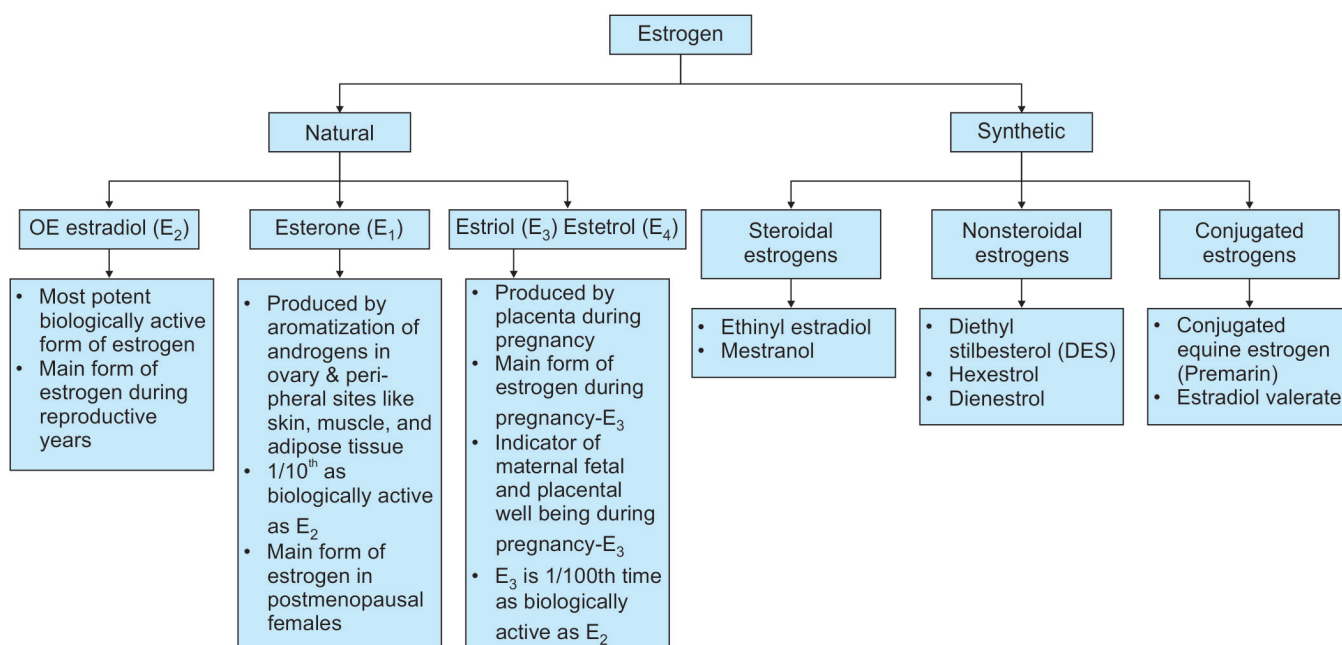 Estrogen
Natural
Synthetic
OE estradiol (E₂)
Esterone (E₁)
Estriol (E₃) Estetrol (E₄)
Steroidal
estrogens
Nonsteroidal
estrogens
Conjugated
estrogens
• Most potent
biologically active
form of estrogen
• Main form of
estrogen during
reproductive
years
• Produced by
aromatization of
androgens in
ovary & peri-
pheral sites like
skin, muscle, and
adipose tissue
• 1/10ᵗʰ as
biologically active
as E₂
• Main form of
estrogen in
postmenopausal
females
• Produced by
placenta during
pregnancy
• Main form of
estrogen during
pregnancy-E₃
• Indicator of
maternal fetal
and placental
well being during
pregnancy-E₃
• E₃ is 1/100th time
as biologically
active as E₂
• Ethinyl estradiol
• Mestranol
• Diethyl
stilbesterol (DES)
• Hexestrol
• Dienestrol
• Conjugated
equine estrogen
(Premarin)
• Estradiol valerate